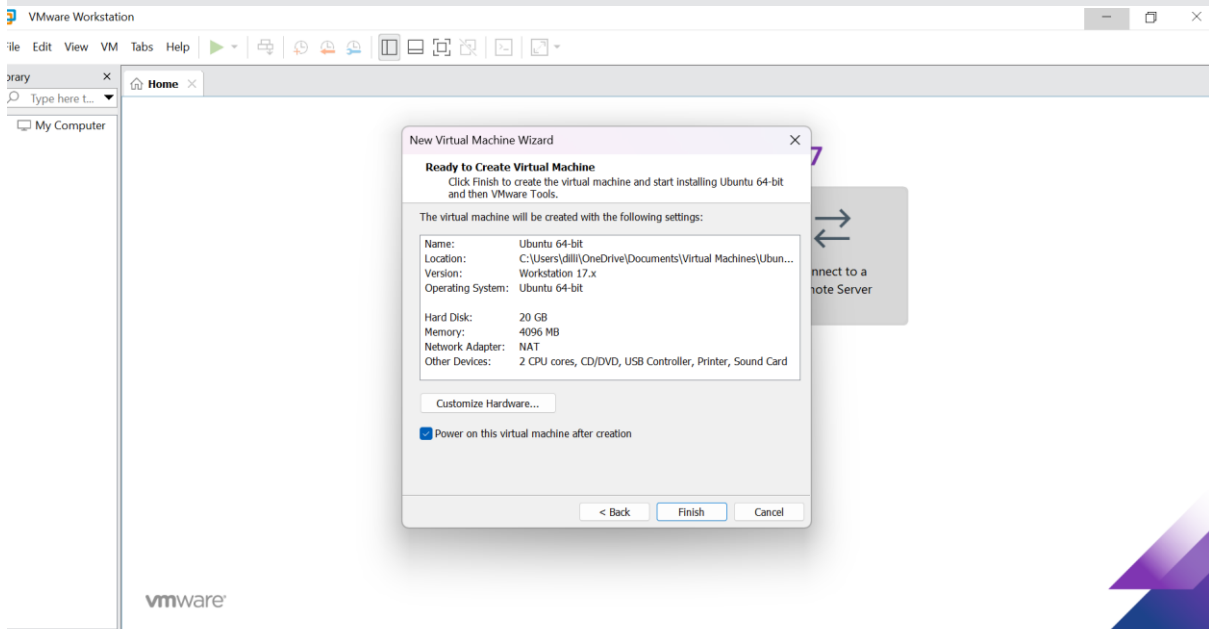 VMware Workstation
File Edit View VM Tabs Help
Library
Type here t...
Home
My Computer
New Virtual Machine Wizard
Ready to Create Virtual Machine
Click Finish to create the virtual machine and start installing Ubuntu 64-bit
and then VMware Tools.
The virtual machine will be created with the following settings:
Name: Ubuntu 64-bit
Location: C:\Users\dilli\OneDrive\Documents\Virtual Machines\Ubun...
Version: Workstation 17.x
Operating System: Ubuntu 64-bit
Hard Disk: 20 GB
Memory: 4096 MB
Network Adapter: NAT
Other Devices: 2 CPU cores, CD/DVD, USB Controller, Printer, Sound Card
Customize Hardware...
Power on this virtual machine after creation
< Back Finish Cancel
7
nnect to a
note Server
vmware